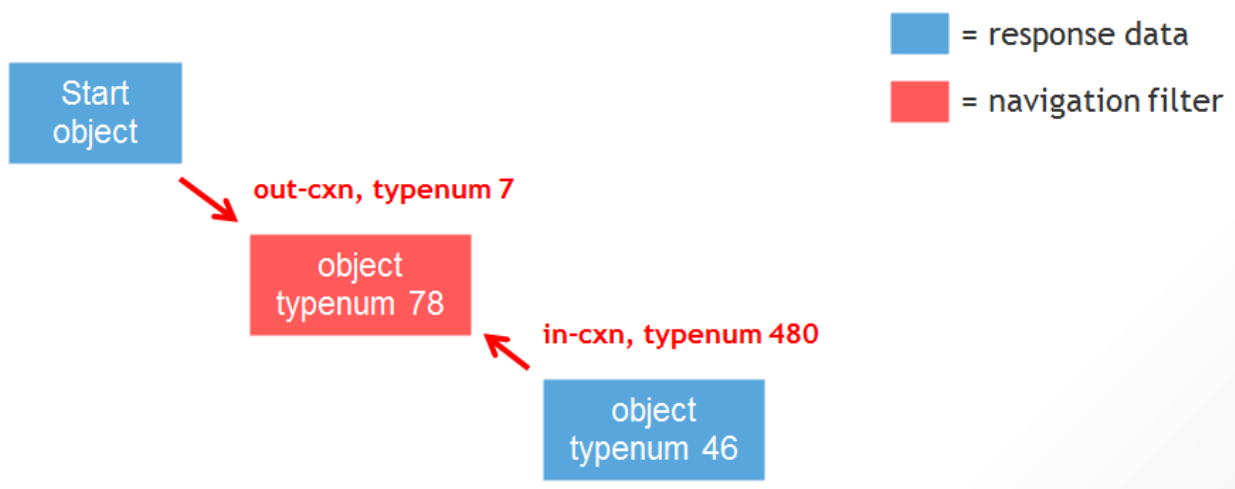 = response data
Start
object
= navigation filter
out-cxn, typenum 7
object
typenum 78
in-cxn, typenum 480
object
typenum 46